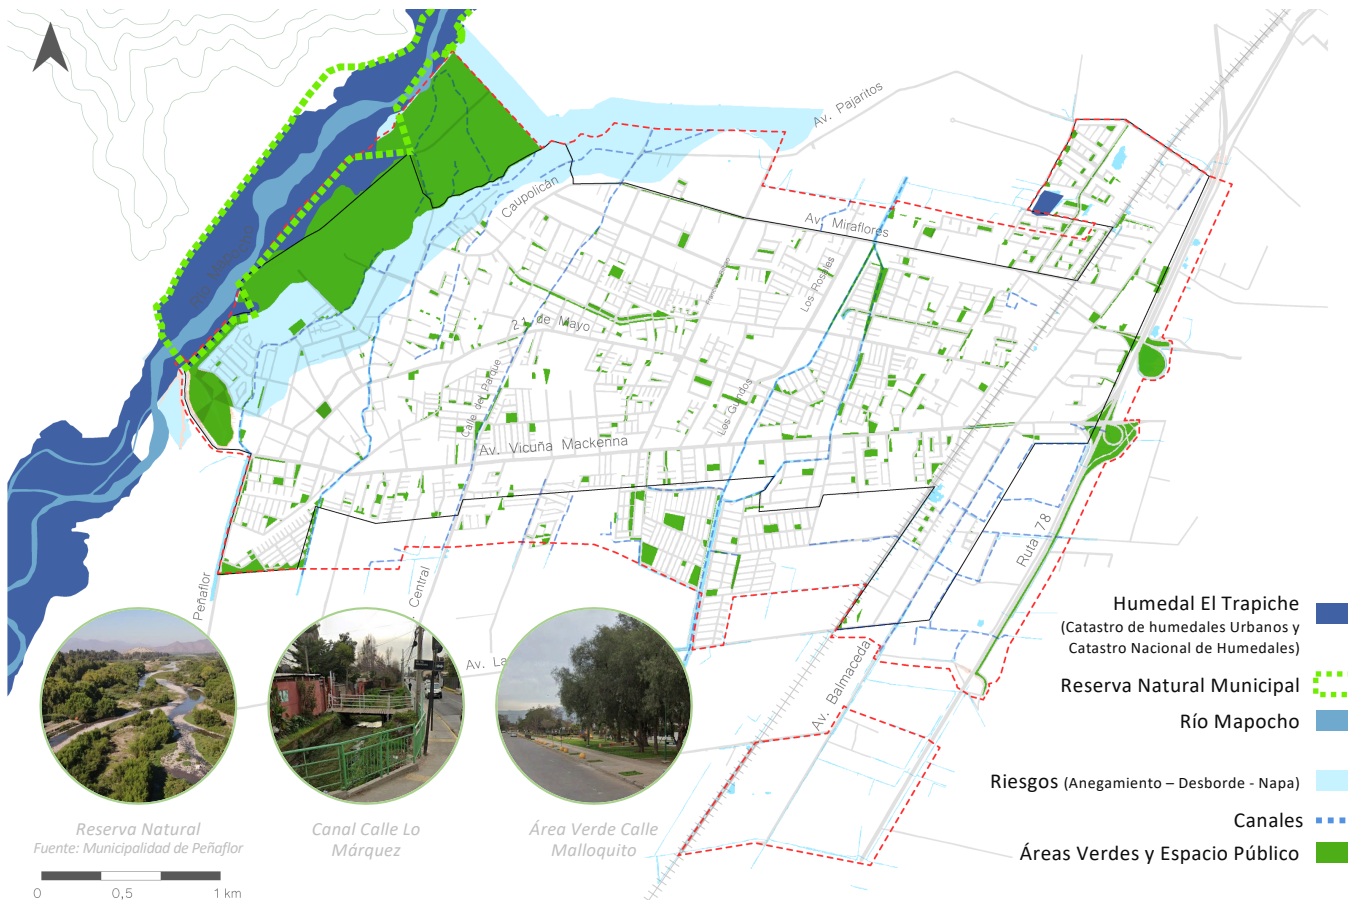 Av. Pajaritos
Caupolicán
Av. Miraflores
Los Rosales
21 de Mayo
Calle del Parque
Los Guindos
Av. Vicuña Mackenna
Ruta 78
Peñaflor
Central
Av. La
Av. Balmaceda
Humedal El Trapiche
(Catastro de humedales Urbanos y
Catastro Nacional de Humedales)
Reserva Natural Municipal
Río Mapocho
Riesgos (Anegamiento – Desborde - Napa)
Canales
Áreas Verdes y Espacio Público
Reserva Natural
Fuente: Municipalidad de Peñaflor
Canal Calle Lo
Márquez
Área Verde Calle
Malloquito
0 0,5 1 km